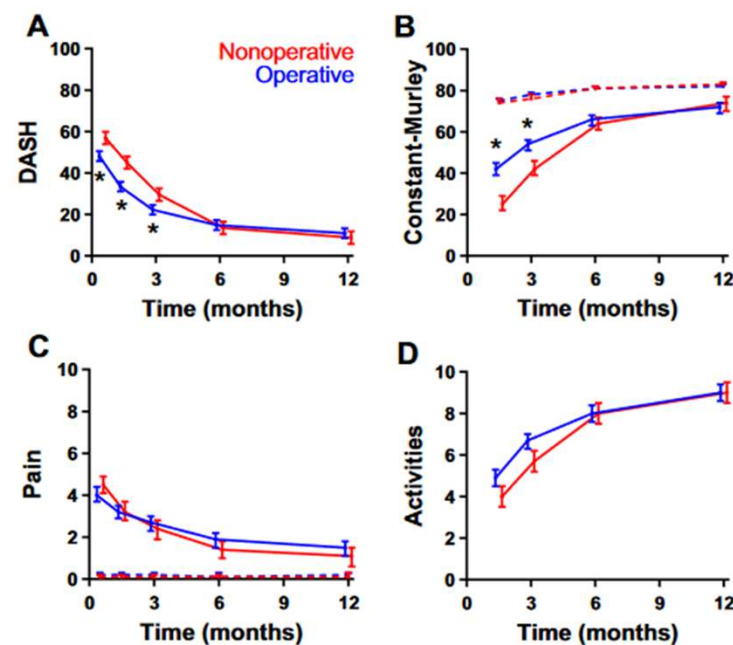 A
Nonoperative
Operative
100
80
60
40
20
0
DASH
*
*
*
0 3 6 9 12
Time (months)
B
100
80
60
40
20
0
Constant-Murley
*
*
0 3 6 9 12
Time (months)
C
10
8
6
4
2
0
Pain
0 3 6 9 12
Time (months)
D
10
8
6
4
2
0
Activities
0 3 6 9 12
Time (months)